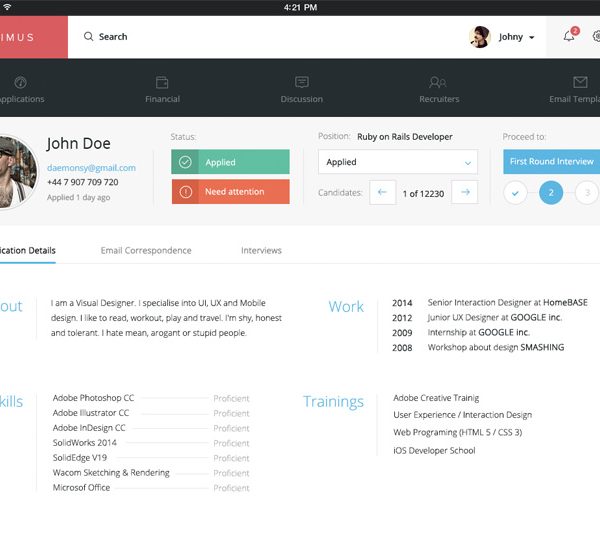 4:21 PM
IMUS
Search
Johny
2
Applications
Financial
Discussion
Recruiters
Email Templa
John Doe
daemonsy@gmail.com
+44 7 907 709 720
Applied 1 day ago
Status:
Applied
Need attention
Position: Ruby on Rails Developer
Applied
Candidates: 1 of 12230
Proceed to:
First Round Interview
2 3
ication Details
Email Correspondence
Interviews
out
I am a Visual Designer. I specialise into UI, UX and Mobile
design. I like to read, workout, play and travel. I'm shy, honest
and tolerant. I hate mean, arogant or stupid people.
Work
2014 Senior Interaction Designer at HomeBASE
2012 Junior UX Designer at GOOGLE inc.
2009 Internship at GOOGLE inc.
2008 Workshop about design SMASHING
kills
Adobe Photoshop CC Proficient
Adobe Illustrator CC Proficient
Adobe InDesign CC Proficient
SolidWorks 2014 Proficient
SolidEdge V19 Proficient
Wacom Sketching & Rendering Proficient
Microsof Office Proficient
Trainings
Adobe Creative Trainig
User Experience / Interaction Design
Web Programing (HTML 5 / CSS 3)
iOS Developer School